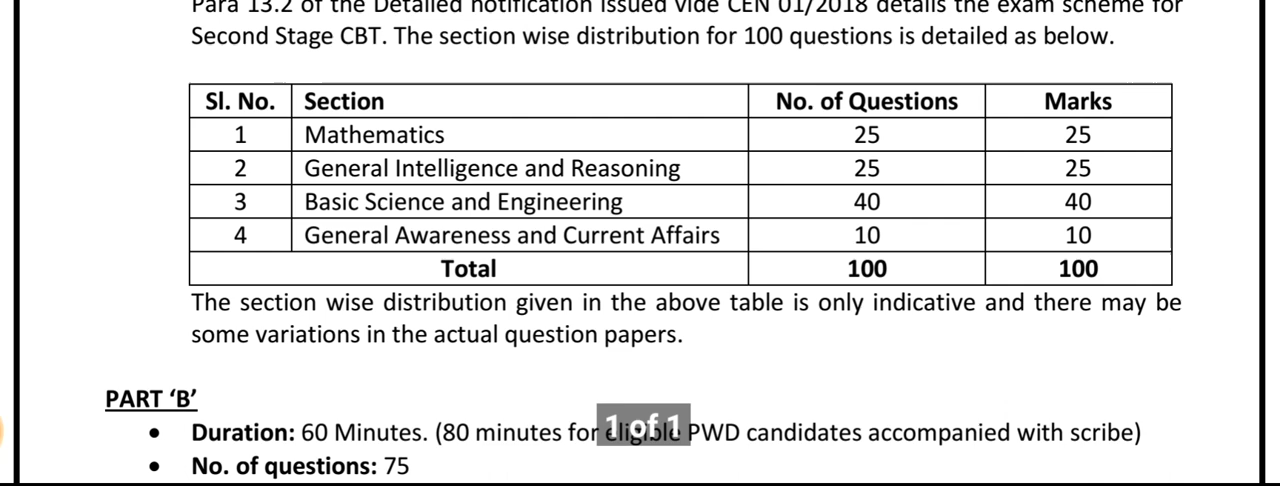 Para 13.2 of the Detailed notification issued vide CEN 01/2018 details the exam scheme for
Second Stage CBT. The section wise distribution for 100 questions is detailed as below.
Sl. No. Section No. of Questions Marks
1 Mathematics 25 25
2 General Intelligence and Reasoning 25 25
3 Basic Science and Engineering 40 40
4 General Awareness and Current Affairs 10 10
Total 100 100
The section wise distribution given in the above table is only indicative and there may be
some variations in the actual question papers.
PART ‘B’
• Duration: 60 Minutes. (80 minutes for eligible PWD candidates accompanied with scribe)
1 of 1
• No. of questions: 75